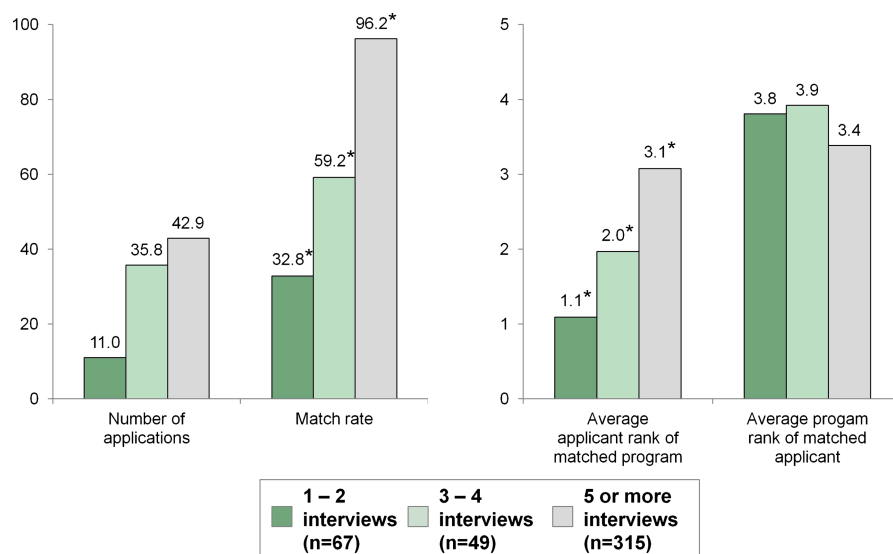 100
80
60
40
20
0
11.0
35.8
42.9
32.8*
59.2*
96.2*
Number of
applications
Match rate
5
4
3
2
1
0
1.1*
2.0*
3.1*
3.8
3.9
3.4
Average
applicant rank of
matched program
Average progam
rank of matched
applicant
1 – 2
interviews
(n=67)
3 – 4
interviews
(n=49)
5 or more
interviews
(n=315)